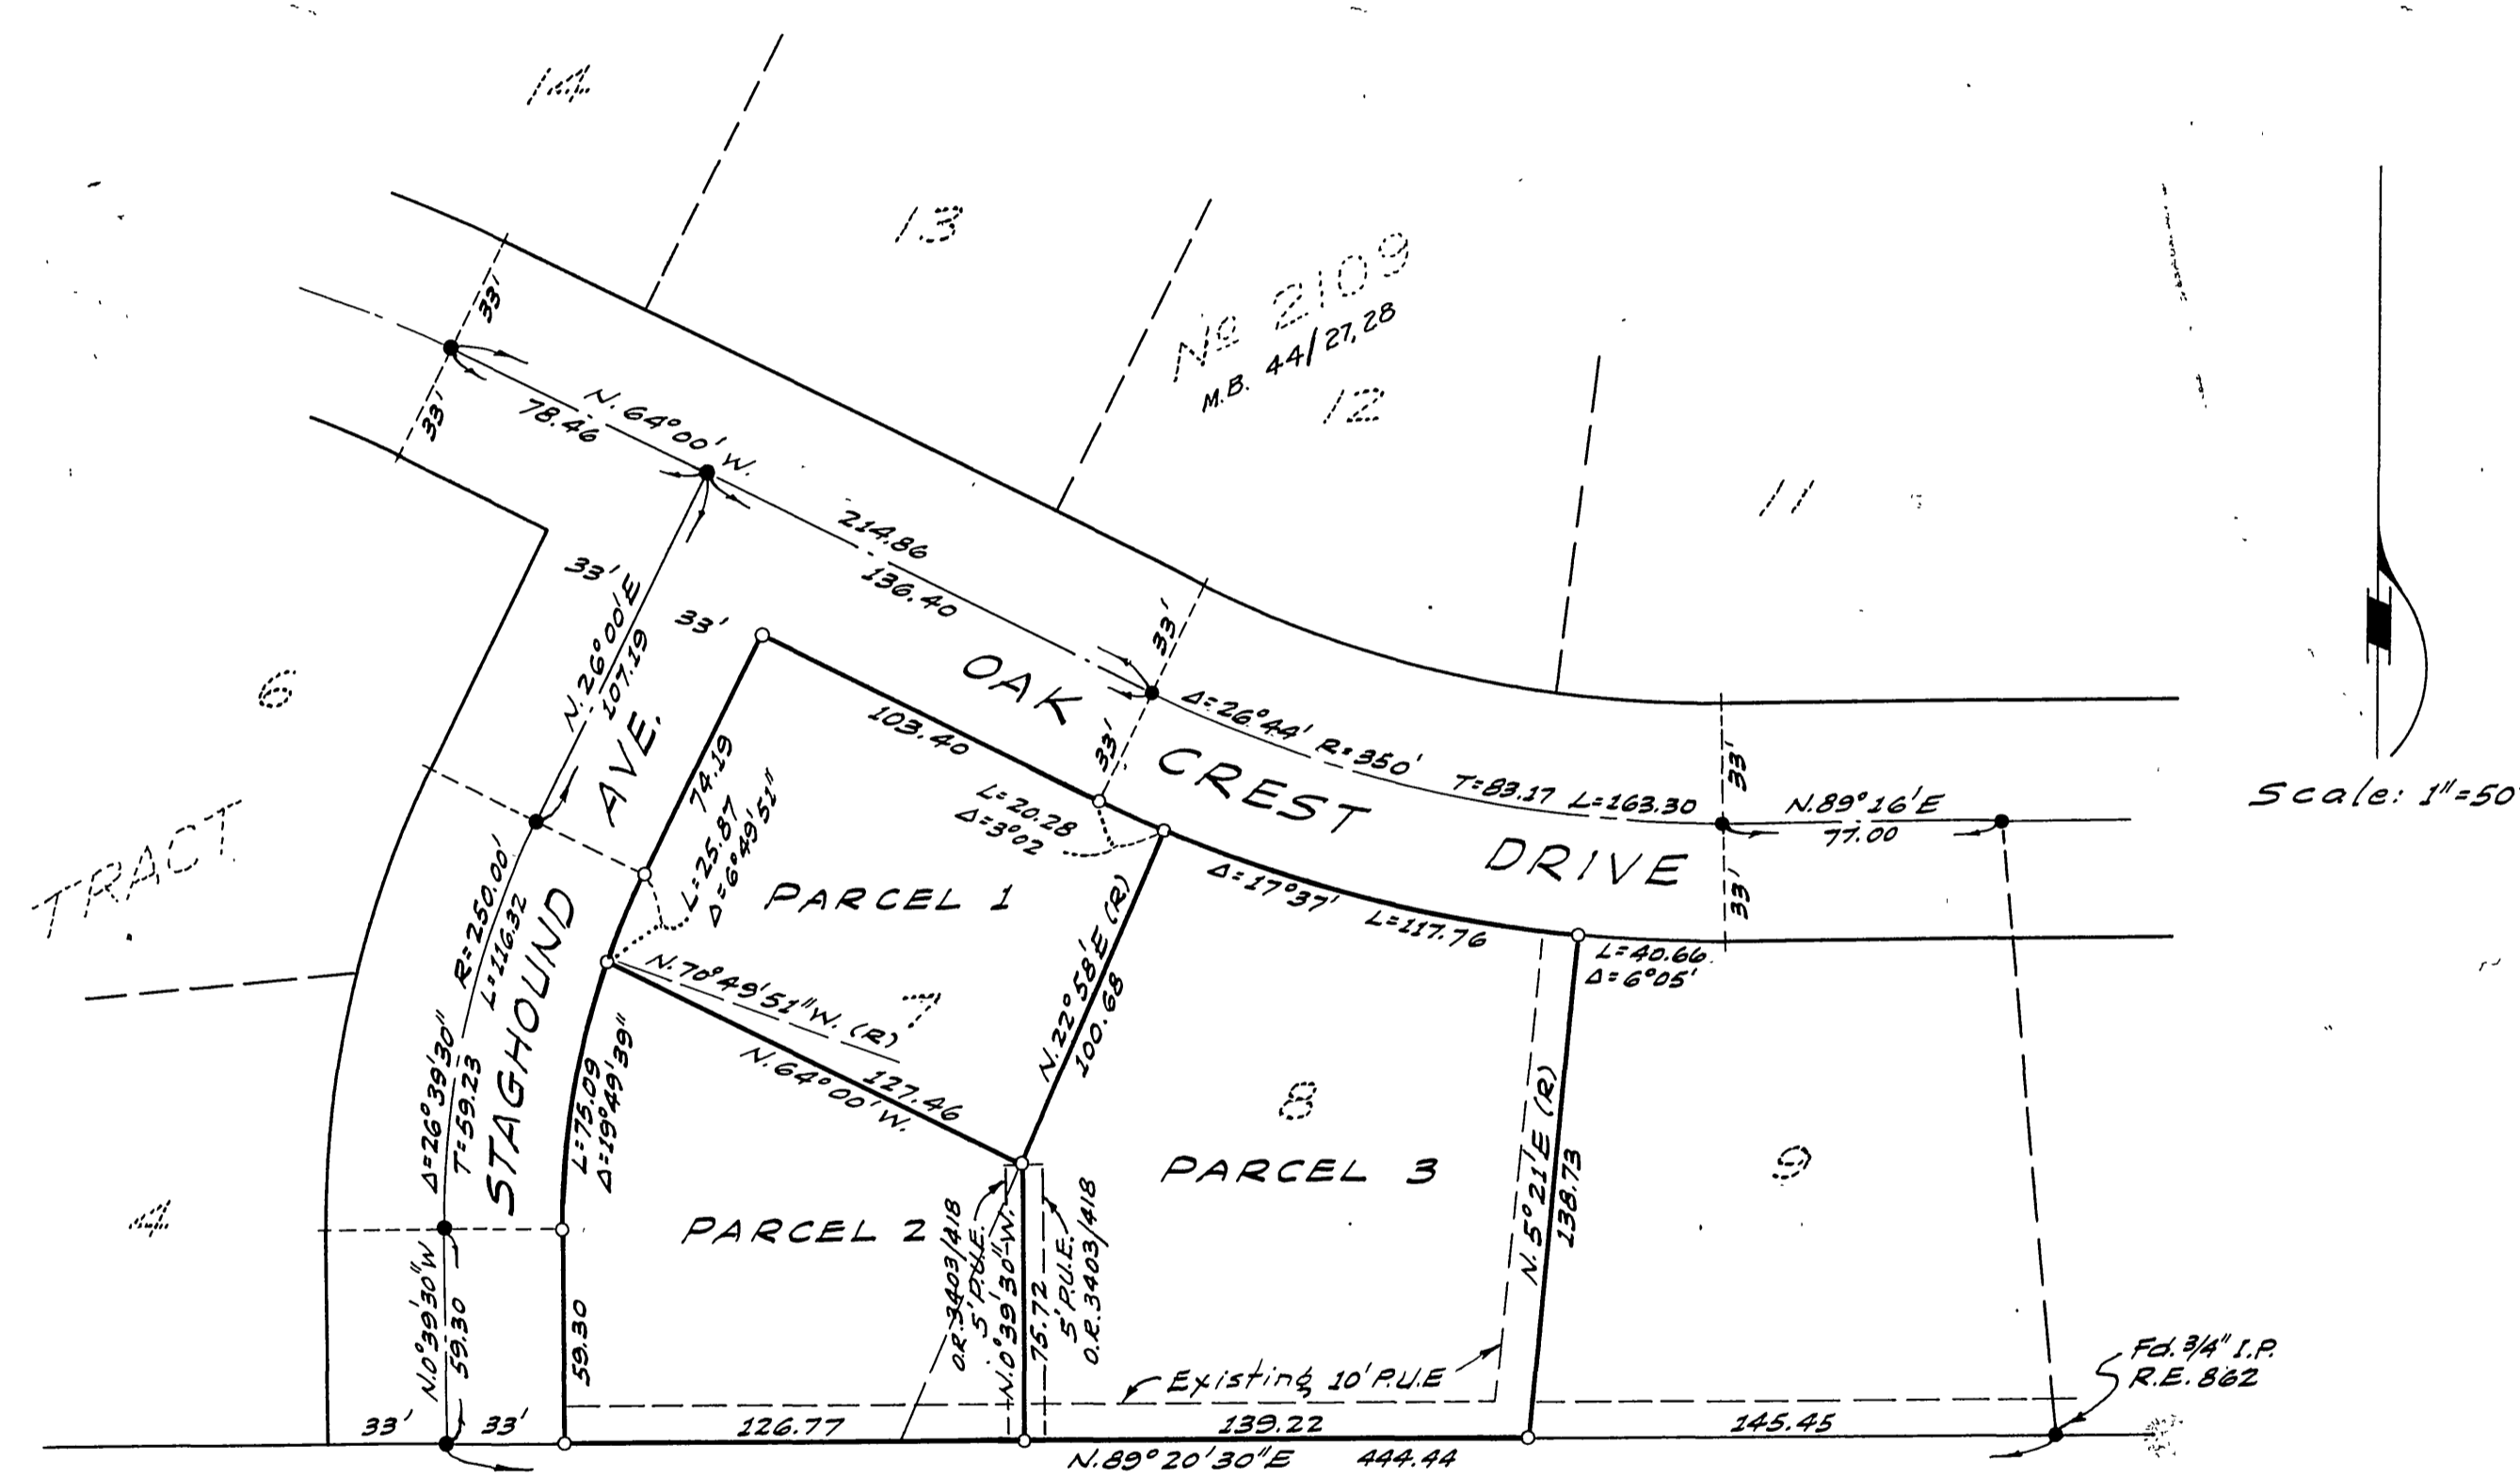 14
13
Nº 2109
M.B. 44/27,28
12
11
33'
33'
N. 64°00' W.
78.46
214.86
136.40
33'
33'
N. 26°00'E
107.19
33'
33'
OAK CREST DRIVE
Δ=26°44' R=350' T=83.17 L=163.30
N.89°16'E
77.00
33'
33'
Scale: 1"=50'
6
TRACT
STAGHOUND AVE.
74.19
103.40
L=20.28
Δ=3°02
L=25.87
Δ=6°49'51"
PARCEL 1
Δ=17°37' L=117.76
L=40.66
Δ=6°05'
Δ=26°39'30" R=250.00'
T=59.23 L=116.32
N.70°49'51"W. (R)
7
127.46
N.64°00'W.
N.22°58'E (R)
100.68
L=75.09
Δ=19°49'39"
8
PARCEL 3
N.5°21'E (R)
138.73
9
4
PARCEL 2
O.R.3403/418
5' P.U.E.
N.0°39'30"W.
75.72
5' P.U.E.
O.R.3403/418
N.0°39'30"W
59.30
59.30
Existing 10' P.U.E
Fd. 3/4" I.P.
R.E. 862
33'
33'
126.77
139.22
145.45
N.89°20'30"E 444.44